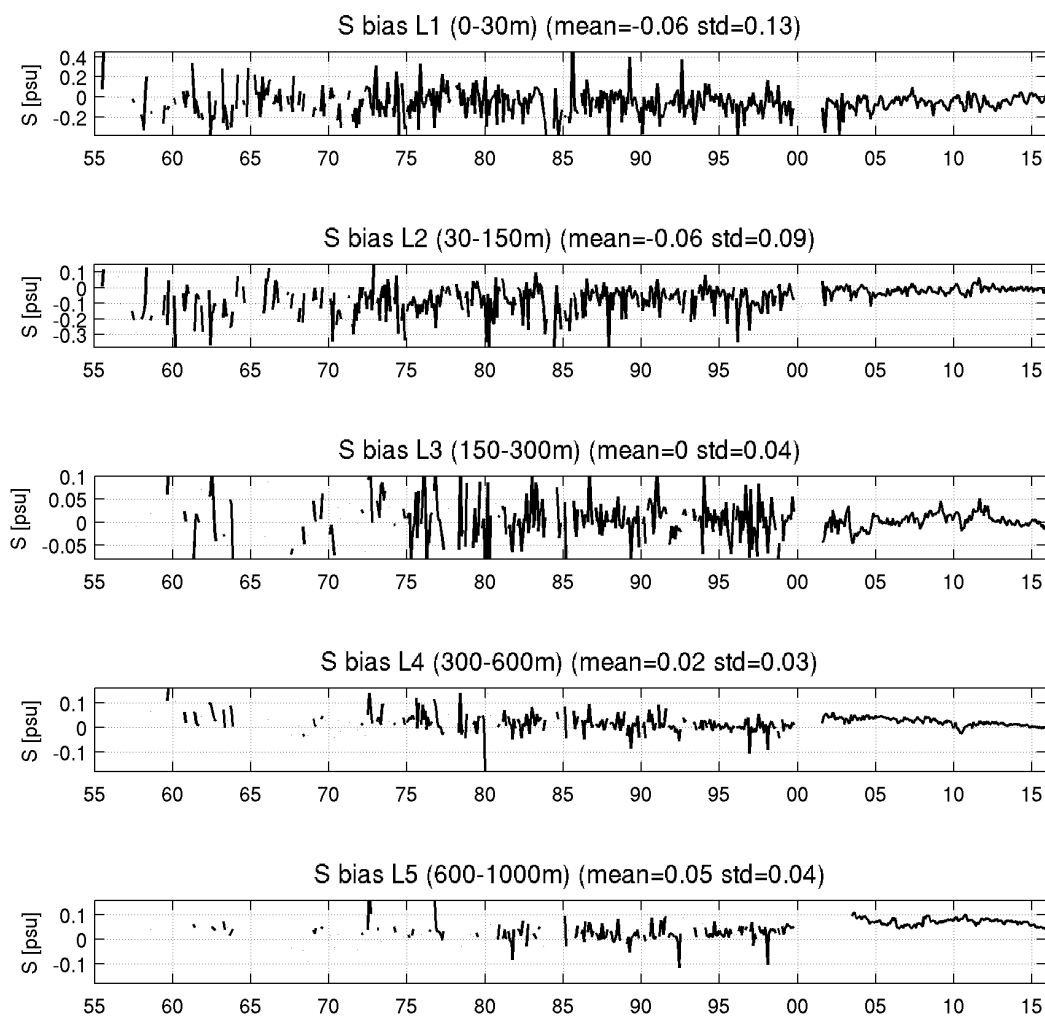 S bias L1 (0-30m) (mean=-0.06 std=0.13)
S [psu]
0.4
0.2
0
-0.2
55 60 65 70 75 80 85 90 95 00 05 10 15
S bias L2 (30-150m) (mean=-0.06 std=0.09)
S [psu]
0.1
0
-0.1
-0.2
-0.3
55 60 65 70 75 80 85 90 95 00 05 10 15
S bias L3 (150-300m) (mean=0 std=0.04)
S [psu]
0.1
0.05
0
-0.05
55 60 65 70 75 80 85 90 95 00 05 10 15
S bias L4 (300-600m) (mean=0.02 std=0.03)
S [psu]
0.1
0
-0.1
55 60 65 70 75 80 85 90 95 00 05 10 15
S bias L5 (600-1000m) (mean=0.05 std=0.04)
S [psu]
0.1
0
-0.1
55 60 65 70 75 80 85 90 95 00 05 10 15